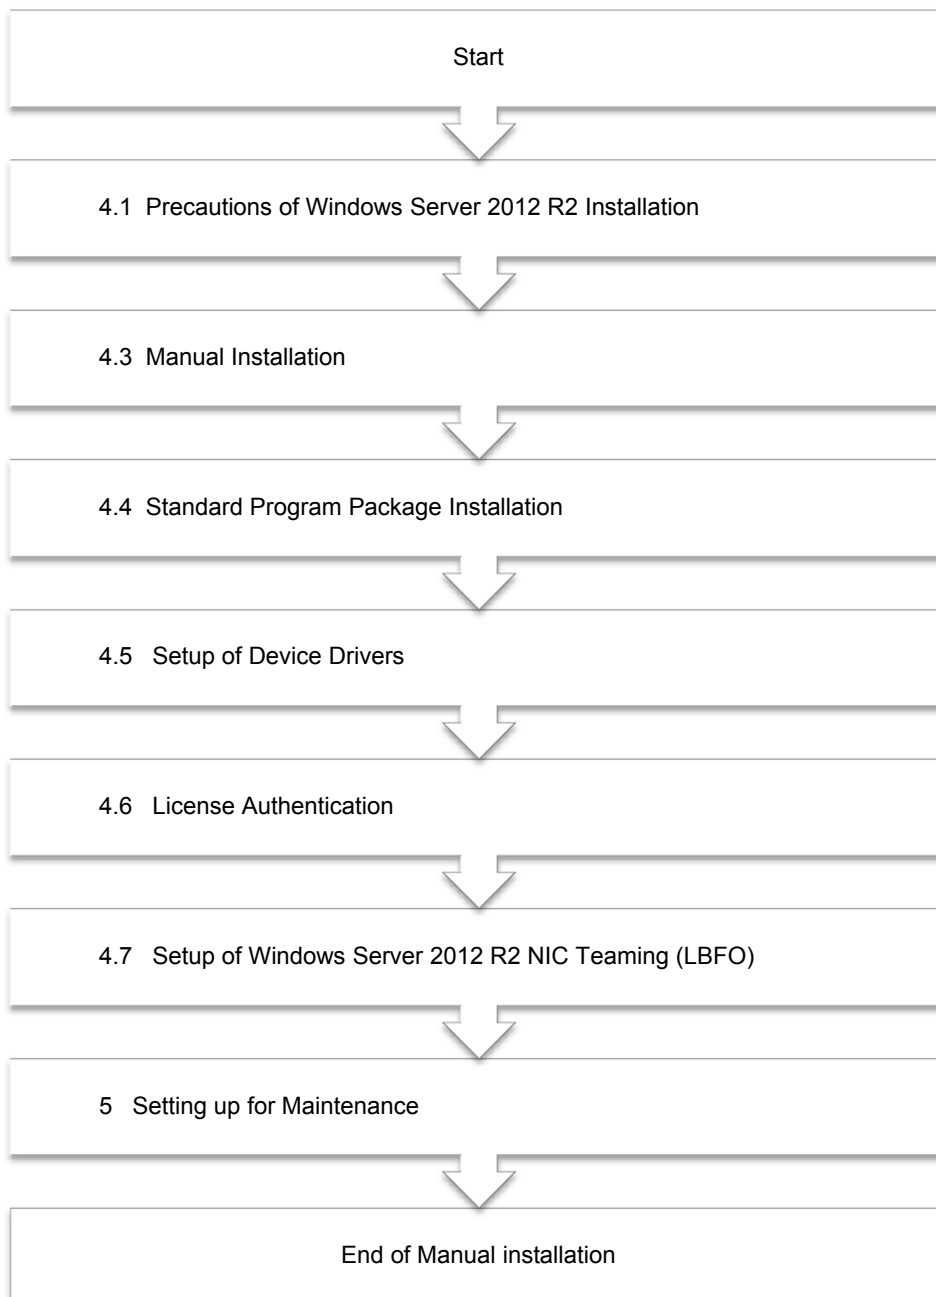 Start
4.1 Precautions of Windows Server 2012 R2 Installation
4.3 Manual Installation
4.4 Standard Program Package Installation
4.5 Setup of Device Drivers
4.6 License Authentication
4.7 Setup of Windows Server 2012 R2 NIC Teaming (LBFO)
5 Setting up for Maintenance
End of Manual installation